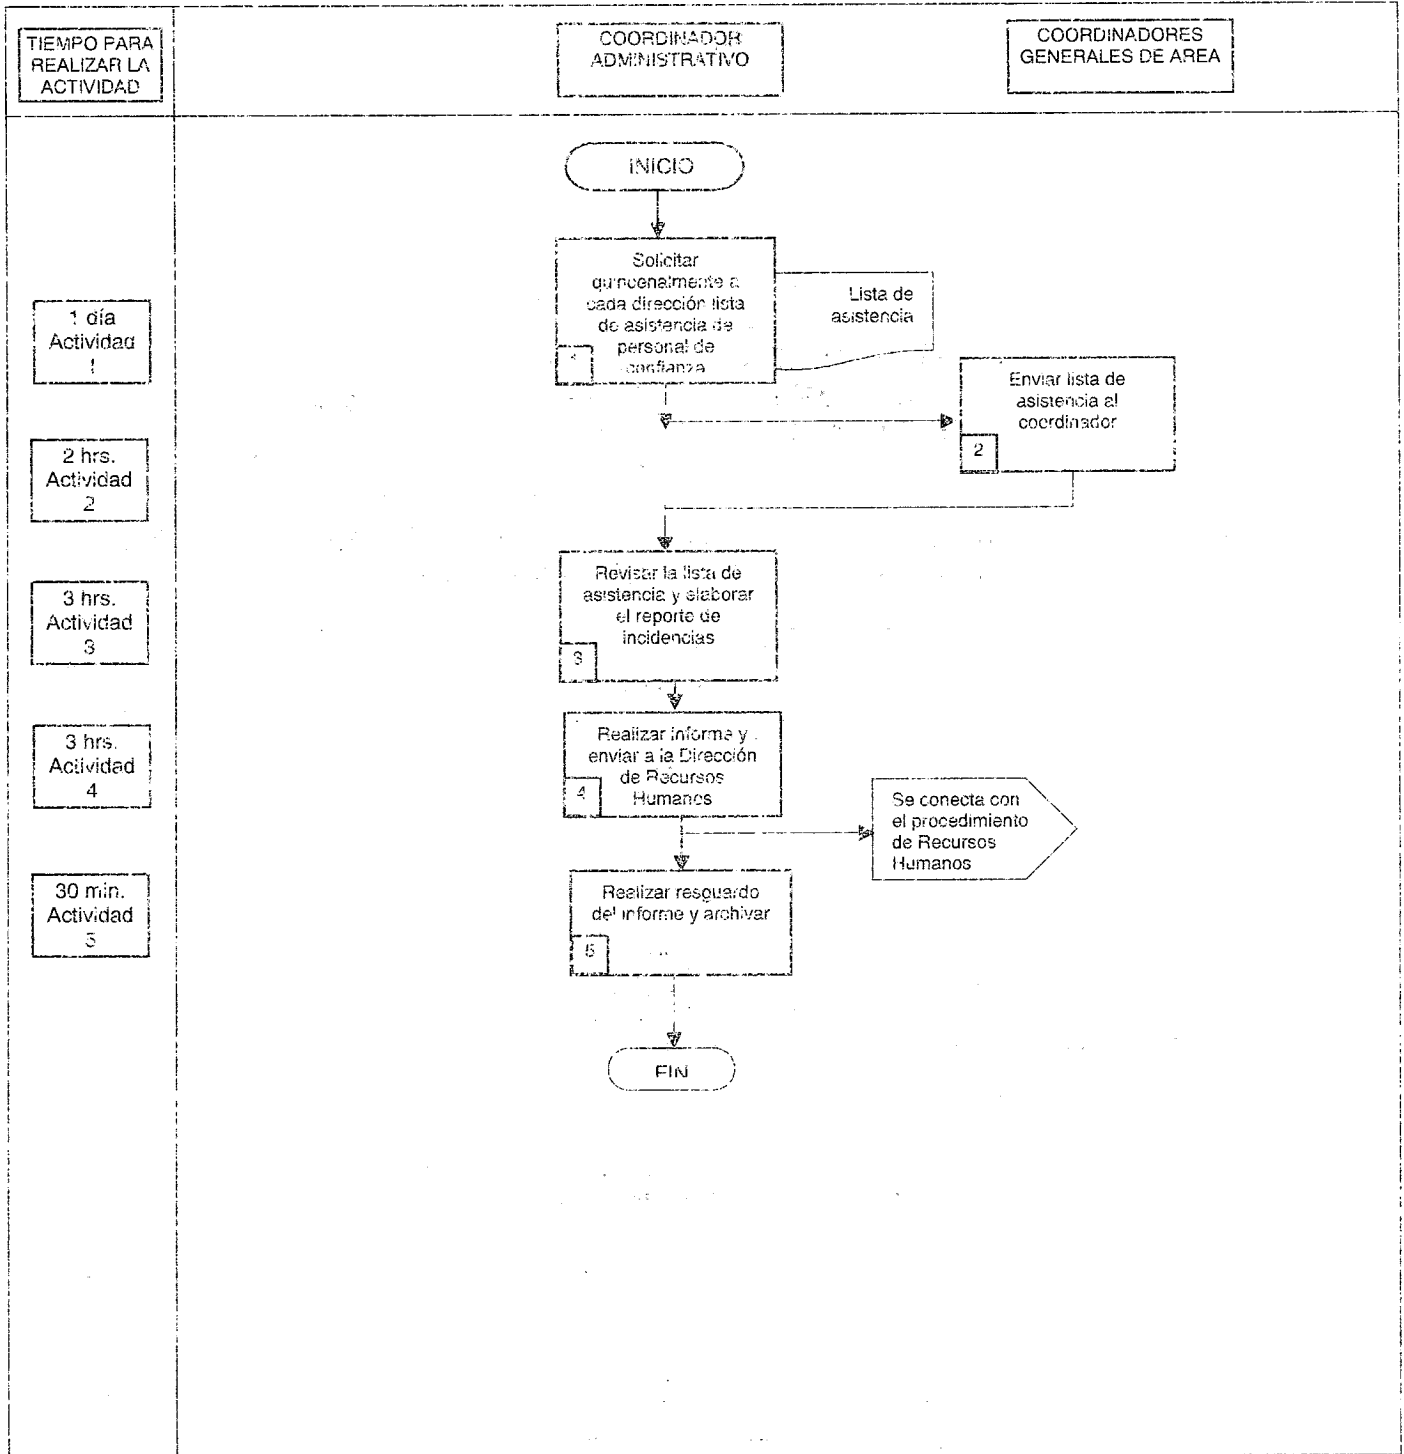 TIEMPO PARA
REALIZAR LA
ACTIVIDAD
COORDINADOR
ADMINISTRATIVO
COORDINADORES
GENERALES DE AREA
INICIO
Solicitar
quincenalmente a
cada dirección lista
de asistencia de
personal de
confianza
1
Lista de
asistencia
1 día
Actividad
1
Enviar lista de
asistencia al
coordinador
2
2 hrs.
Actividad
2
Revisar la lista de
asistencia y elaborar
el reporte de
incidencias
3
3 hrs.
Actividad
3
Realizar informe y
enviar a la Dirección
de Recursos
Humanos
4
3 hrs.
Actividad
4
Se conecta con
el procedimiento
de Recursos
Humanos
Realizar resguardo
del informe y archivar
5
30 min.
Actividad
5
FIN